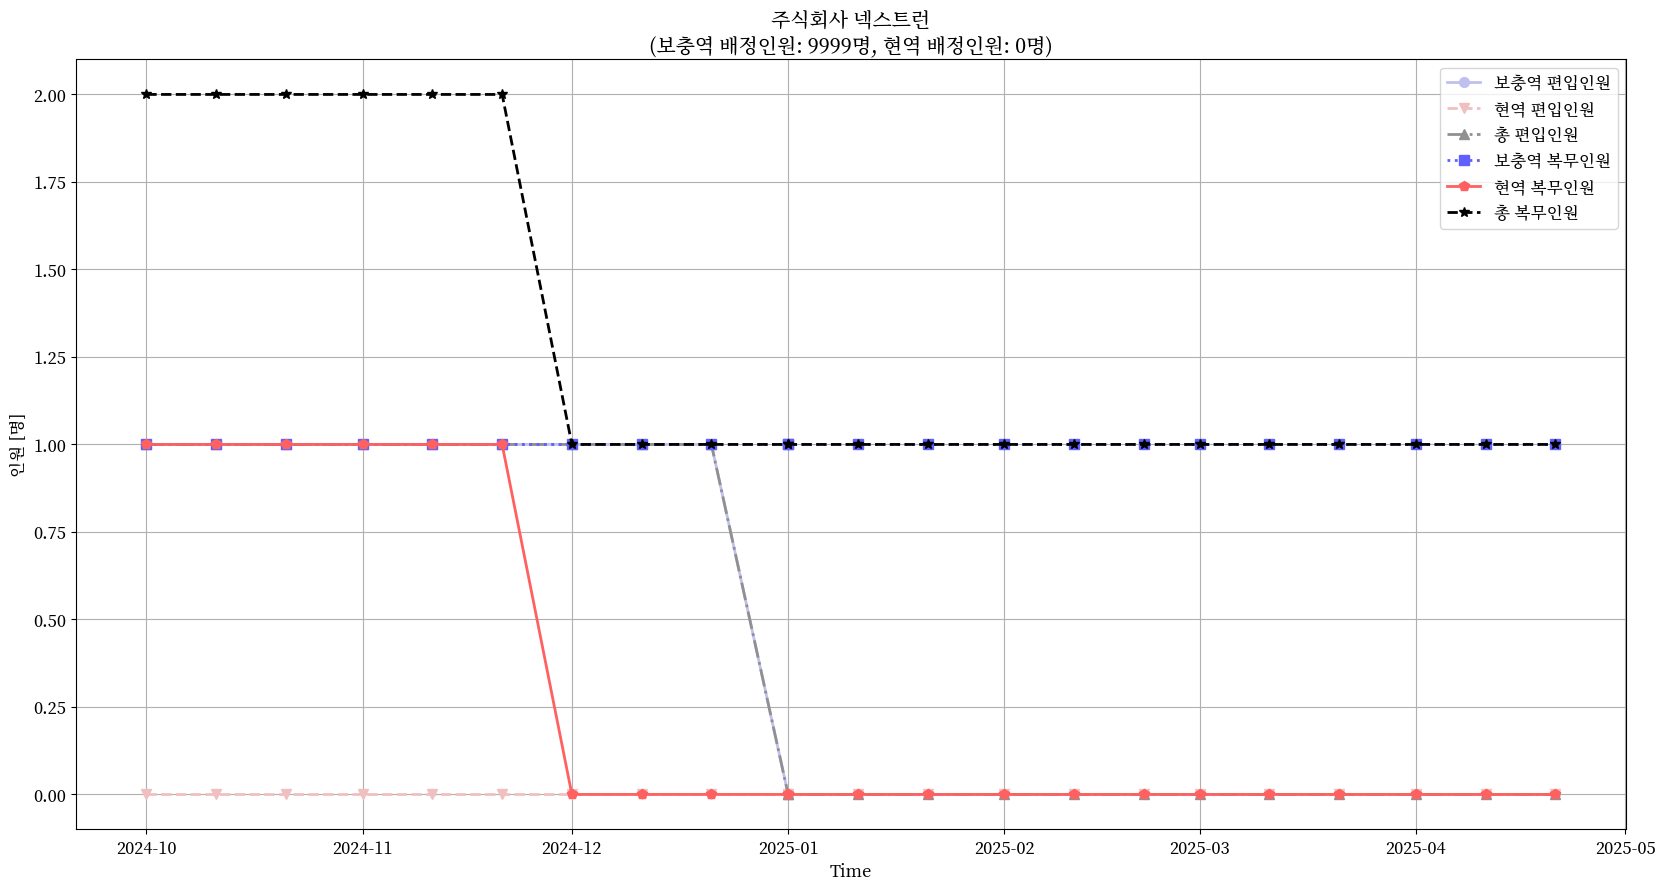 주식회사 넥스트런
(보충역 배정인원: 9999명, 현역 배정인원: 0명)
보충역 편입인원
현역 편입인원
총 편입인원
보충역 복무인원
현역 복무인원
총 복무인원
2.00
1.75
1.50
1.25
1.00
0.75
0.50
0.25
0.00
인원 [명]
2024-10
2024-11
2024-12
2025-01
2025-02
2025-03
2025-04
2025-05
Time